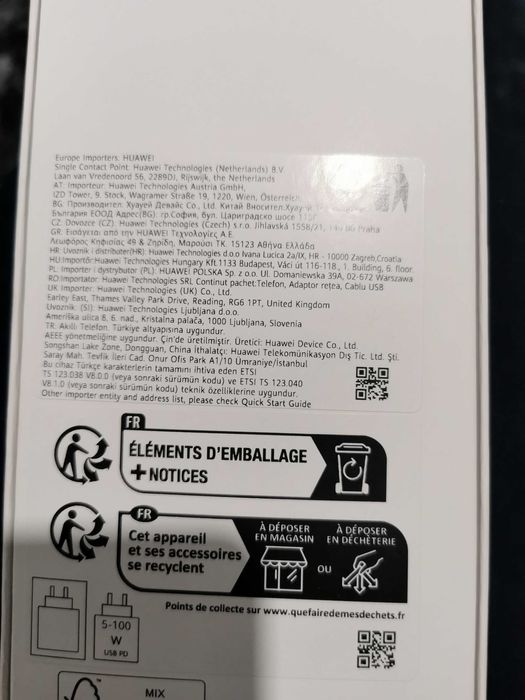 Europe Importers: HUAWEI
Single Contact Point: Huawei Technologies (Netherlands) B.V.
Laan van Vredenoord 56, 2289DJ, Rijswijk, the Netherlands
AT: Importeur: Huawei Technologies Austria GmbH,
IZD Tower, 9. Stock, Wagramer Straße 19, 1220, Wien, Österreich
BG: Производител: Хуауей Девайс Со., Ltd. Китай Вносител:Хуауей
България ЕООД Адрес(BG): гр.София, бул. Цариградско шосе
CZ: Dovozce (CZ): Huawei Technologies (Czech) s.r.o. Jihlavská 1558/21, Praha
GR: Εισάγεται από την HUAWEI Τεχνολογίες Α.Ε.
Λεωφόρος Κηφισίας 49 & Ζηρίδη, Μαρούσι ΤΚ. 15123 Αθήνα Ελλάδα
HR: Uvoznik i distributer(HR): Huawei Technologies d.o.o Ivana Lucica 2a/IX, HR - 10000 Zagreb,Croatia
HU:Importőr:Huawei Technologies Hungary Kft.1133 Budapest, Váci út 116-118., 1. Building, 6. floor.
PL: Importer i dystrybutor (PL): HUAWEI POLSKA Sp. z o.o. Ul. Domaniewska 39A, 02-672 Warszawa
RO:Importator: Huawei Technologies SRL Continut pachet:Telefon, Adaptor rețea, Cablu USB
UK Importer: Huawei Technologies (UK) Co., Ltd.
Earley East, Thames Valley Park Drive, Reading, RG6 1PT, United Kingdom
Uvoznik: (SI): Huawei Technologies Ljubljana d.o.o.
Ameriška ulica 8, 6. nad., Kristalna palača, 1000 Ljubljana, Slovenia
TR: Akıllı Telefon. Türkiye altyapısına uygundur.
AEEE yönetmeliğine uygundur. Çin'de üretilmiştir. Üretici: Huawei Device Co., Ltd.
Songshan Lake Zone, Dongguan, China İthalatçı: Huawei Telekomünikasyon Dış Tic. Ltd. Şti.
Saray Mah. Tevfik İleri Cad. Onur Ofis Park A1/10 Ümraniye/İstanbul
Bu cihaz Türkçe karakterlerin tamamını ihtiva eden ETSI
TS 123.038 V8.0.0 (veya sonraki sürümün kodu) ve ETSI TS 123.040
V8.1.0 (veya sonraki sürümün kodu) teknik özelliklerine uygundur.
Other importer entity and address list, please check Quick Start Guide
FR
ÉLÉMENTS D'EMBALLAGE
+ NOTICES
FR
Cet appareil
et ses accessoires
se recyclent
À DÉPOSER
EN MAGASIN
OU
À DÉPOSER
EN DÉCHÈTERIE
Points de collecte sur www.quefairedemesdechets.fr
5-100
W
USB PD
MIX